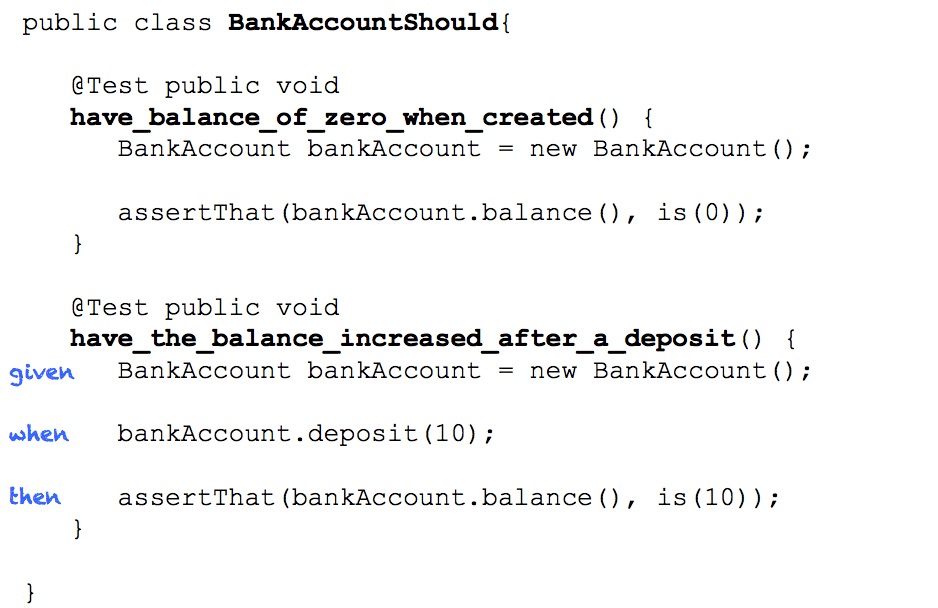 public class BankAccountShould{
@Test public void
have_balance_of_zero_when_created() {
BankAccount bankAccount = new BankAccount();
assertThat(bankAccount.balance(), is(0));
}
@Test public void
have_the_balance_increased_after_a_deposit() {
given BankAccount bankAccount = new BankAccount();
when bankAccount.deposit(10);
then assertThat(bankAccount.balance(), is(10));
}
}